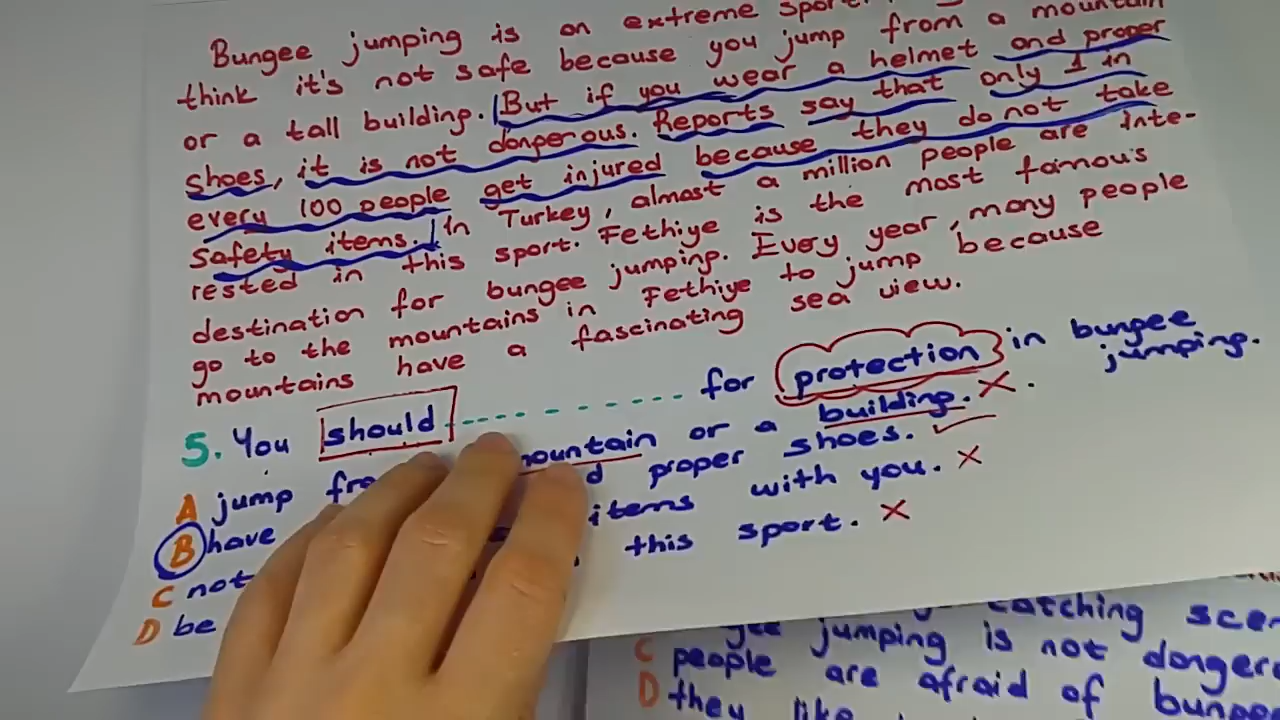 Bungee jumping is an extreme sport.
think it's not safe because you jump from a mountain
or a tall building. But if you wear a helmet and proper
shoes, it is not dangerous. Reports say that only 1 in
every 100 people get injured because they do not take
safety items. In Turkey, almost a million people are inte-
rested in this sport. Fethiye is the most famous
destination for bungee jumping. Every year, many people
go to the mountains in Fethiye to jump because
mountains have a fascinating sea view.
5. You should .......... for protection in bungee
jumping.
A jump mountain or a building.
B have proper shoes.
C not items with you.
D be this sport.
catching
jumping is not
C people are afraid of
D they like